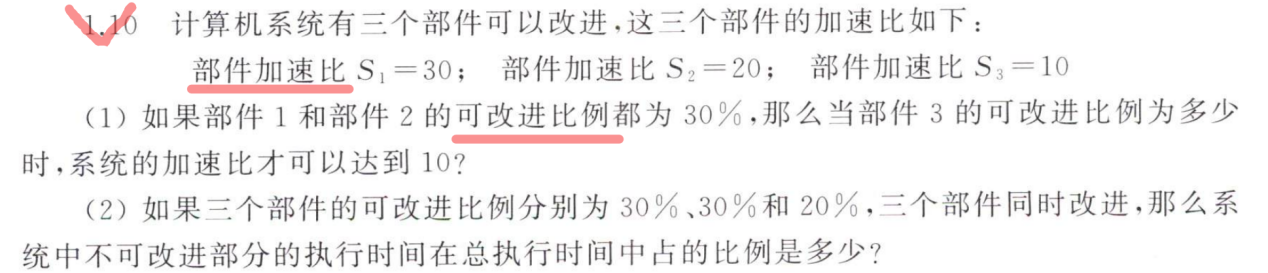 1.10 计算机系统有三个部件可以改进,这三个部件的加速比如下:
部件加速比 S₁=30; 部件加速比 S₂=20; 部件加速比 S₃=10
(1) 如果部件 1 和部件 2 的可改进比例都为 30%,那么当部件 3 的可改进比例为多少
时,系统的加速比才可以达到 10?
(2) 如果三个部件的可改进比例分别为 30%、30%和 20%,三个部件同时改进,那么系
统中不可改进部分的执行时间在总执行时间中占的比例是多少?